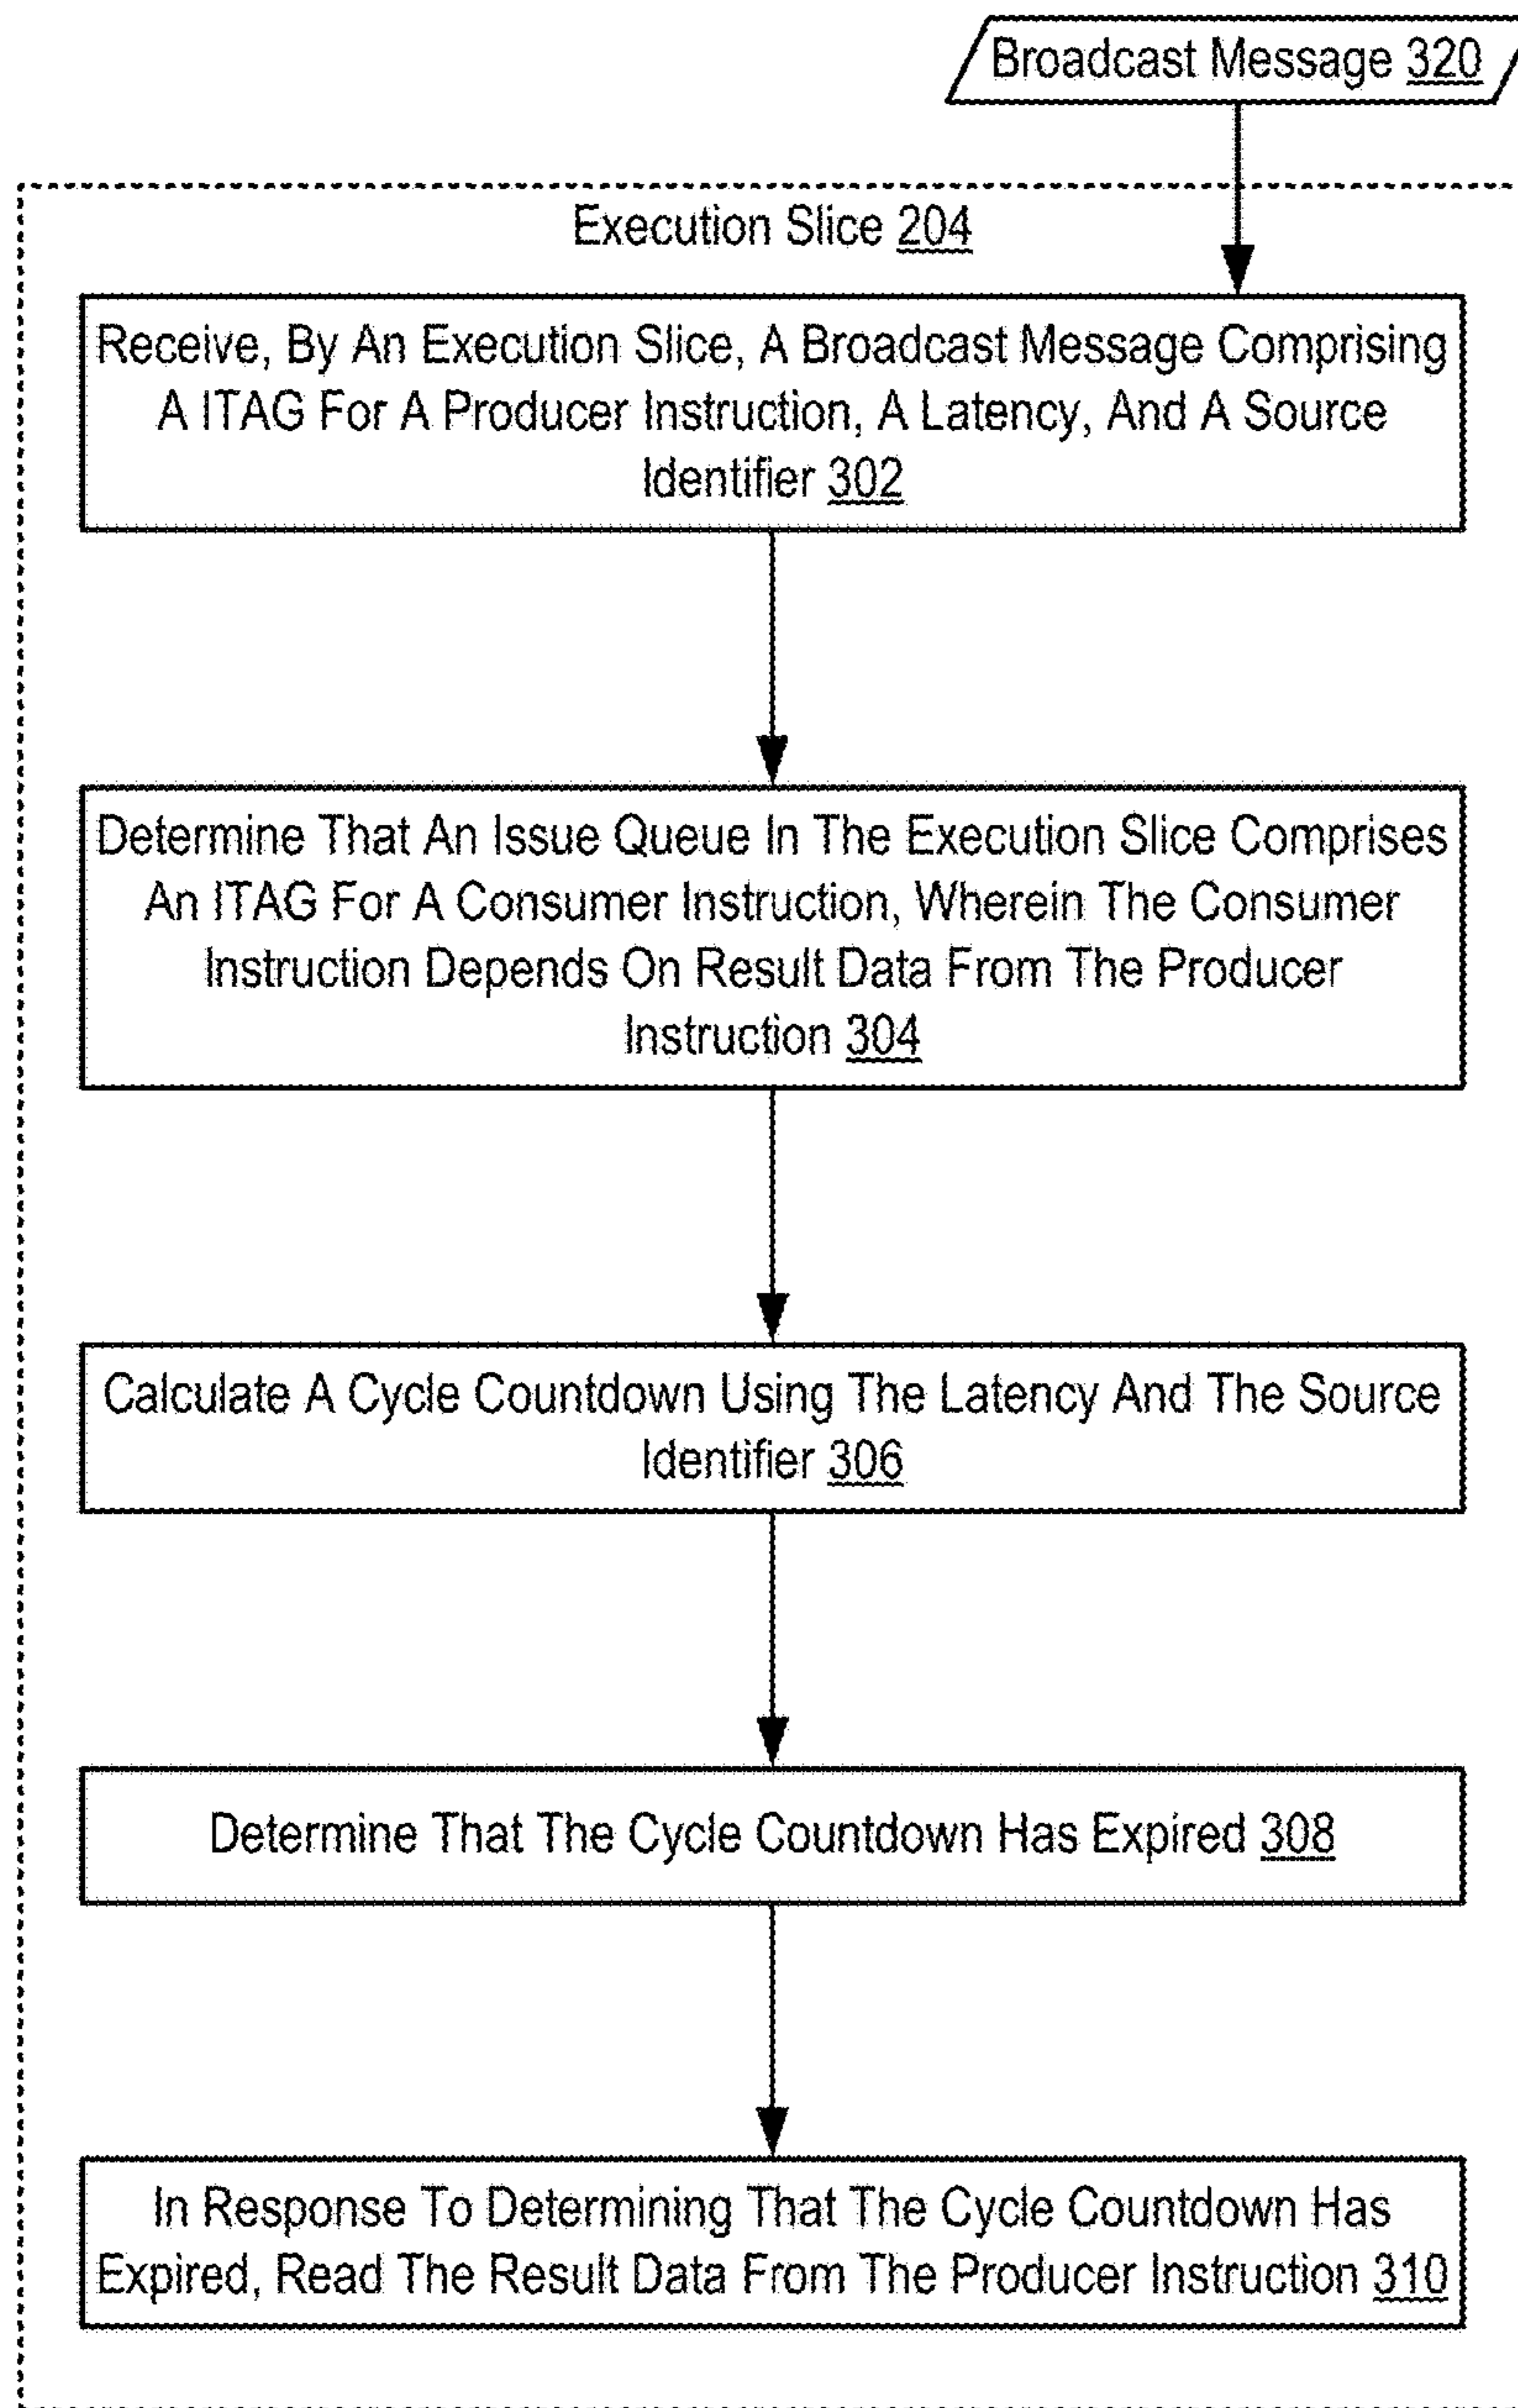 Broadcast Message 320
Execution Slice 204
Receive, By An Execution Slice, A Broadcast Message Comprising
A ITAG For A Producer Instruction, A Latency, And A Source
Identifier 302
Determine That An Issue Queue In The Execution Slice Comprises
An ITAG For A Consumer Instruction, Wherein The Consumer
Instruction Depends On Result Data From The Producer
Instruction 304
Calculate A Cycle Countdown Using The Latency And The Source
Identifier 306
Determine That The Cycle Countdown Has Expired 308
In Response To Determining That The Cycle Countdown Has
Expired, Read The Result Data From The Producer Instruction 310